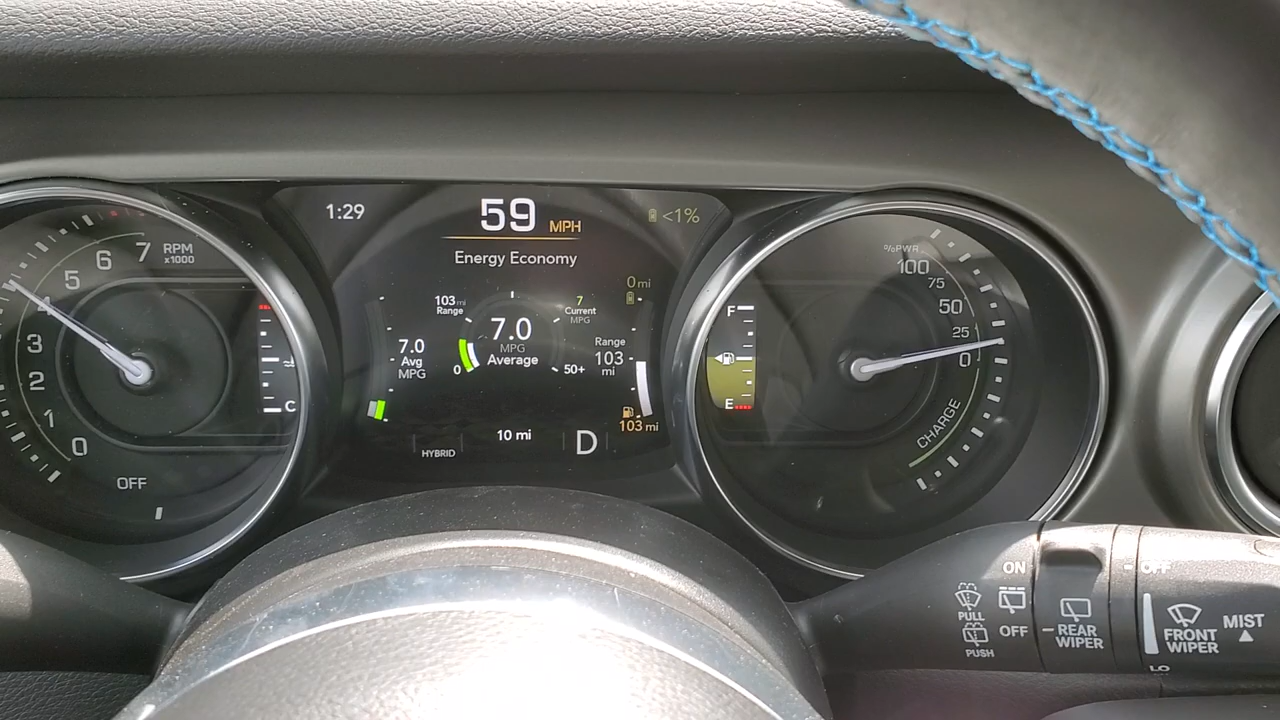 1:29
59 MPH
<1%
Energy Economy
7 RPM
x1000
6
5
4
3
2
1
0
OFF
C
103 mi
Range
7.0
MPG
Average
0
50+
7
Current
MPG
7.0
Avg
MPG
0 mi
Range
103
mi
103 mi
HYBRID
10 mi
D
F
E
%PWR
100
75
50
25
0
CHARGE
ON
OFF
PULL
PUSH
REAR
WIPER
OFF
FRONT
WIPER
MIST
LO